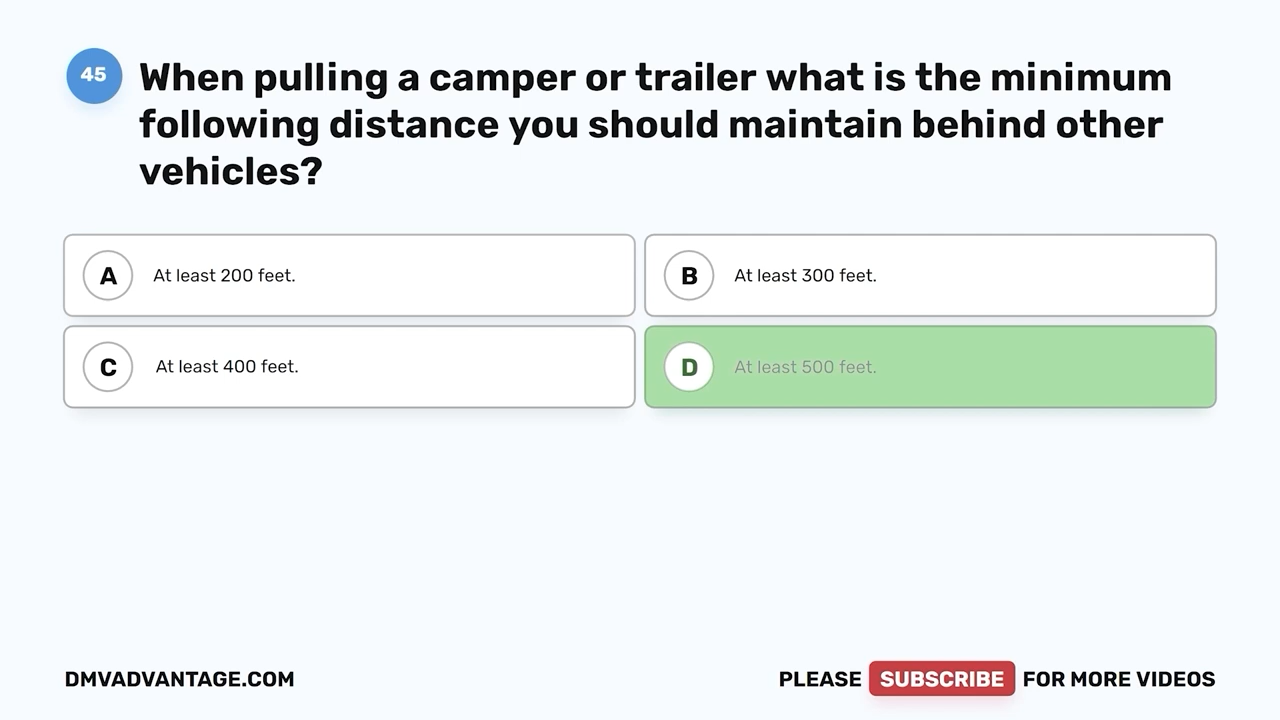 45
When pulling a camper or trailer what is the minimum
following distance you should maintain behind other
vehicles?
A At least 200 feet.
B At least 300 feet.
C At least 400 feet.
D At least 500 feet.
DMVADVANTAGE.COM
PLEASE SUBSCRIBE FOR MORE VIDEOS